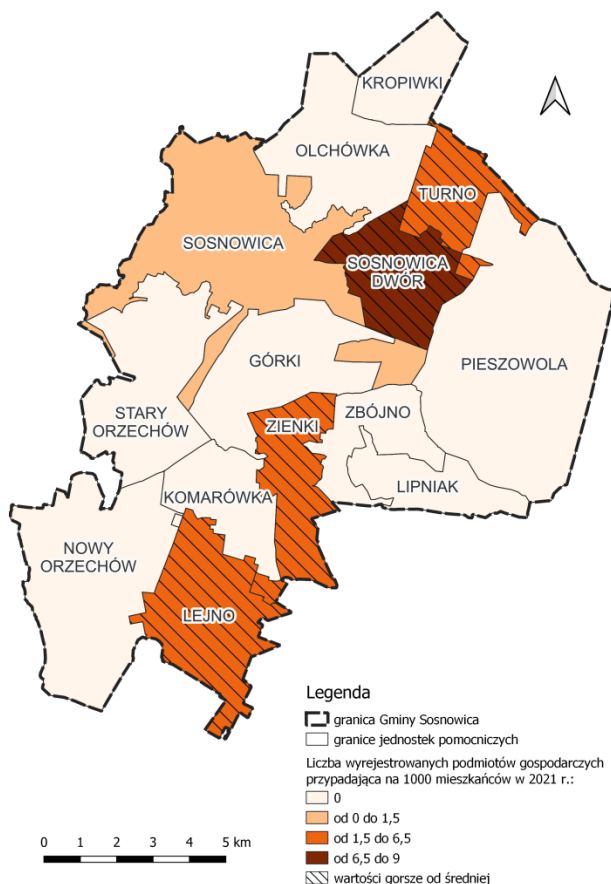 KROPIWKI
OLCHÓWKA
TURNO
SOSNOWICA
SOSNOWICA
DWÓR
PIESZOWOLA
GÓRKI
STARY
ORZECHÓW
ZIENKI
ZBÓJNO
LIPNIAK
KOMARÓWKA
NOWY
ORZECHÓW
LEJNO
Legenda
granica Gminy Sosnowica
granice jednostek pomocniczych
Liczba wyrejestrowanych podmiotów gospodarczych
przypadająca na 1000 mieszkańców w 2021 r.:
0
od 0 do 1,5
od 1,5 do 6,5
od 6,5 do 9
wartości gorsze od średniej
0 1 2 3 4 5 km